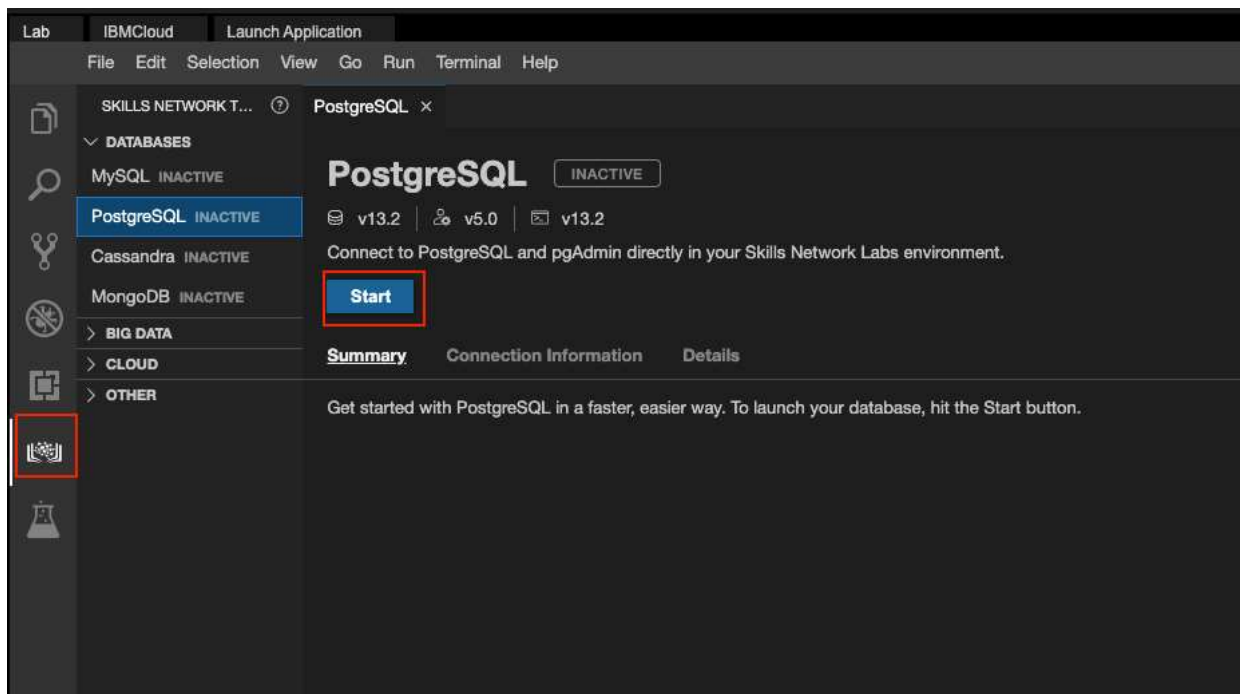 Lab IBMCloud Launch Application
File Edit Selection View Go Run Terminal Help
SKILLS NETWORK T... ? PostgreSQL ×
DATABASES
MySQL INACTIVE
PostgreSQL INACTIVE
Cassandra INACTIVE
MongoDB INACTIVE
BIG DATA
CLOUD
OTHER
PostgreSQL INACTIVE
v13.2 v5.0 v13.2
Connect to PostgreSQL and pgAdmin directly in your Skills Network Labs environment.
Start
Summary Connection Information Details
Get started with PostgreSQL in a faster, easier way. To launch your database, hit the Start button.